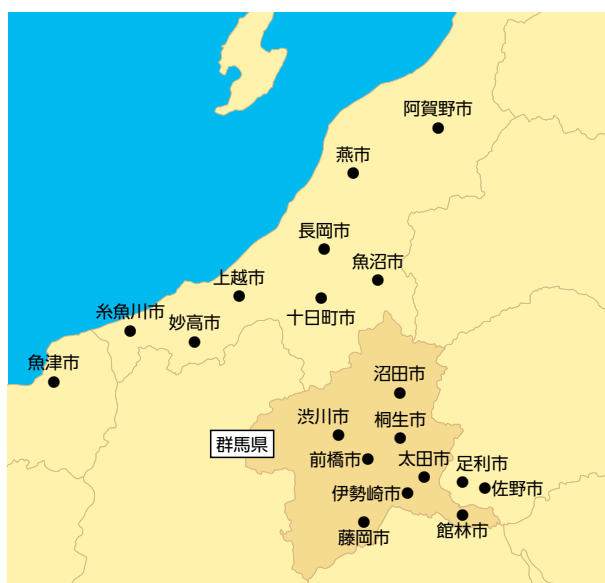 阿賀野市
燕市
長岡市
魚沼市
上越市
十日町市
糸魚川市
妙高市
魚津市
沼田市
渋川市
桐生市
群馬県
前橋市
太田市
足利市
佐野市
伊勢崎市
館林市
藤岡市